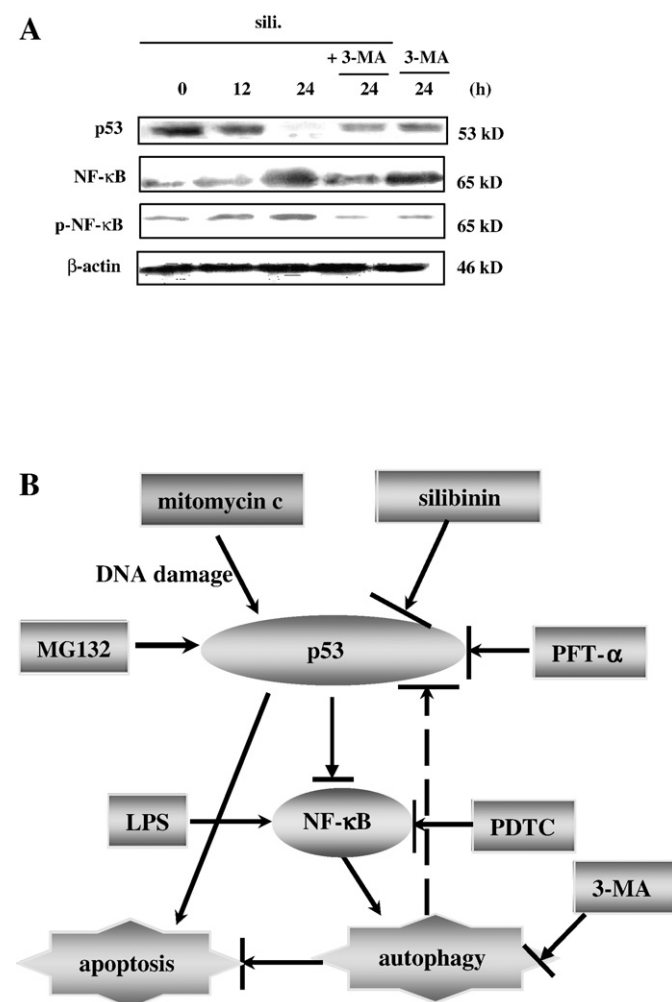 A
sili.
+ 3-MA 3-MA
0 12 24 24 24 (h)
p53 53 kD
NF-κB 65 kD
p-NF-κB 65 kD
β-actin 46 kD
B
mitomycin c silibinin
DNA damage
MG132 p53 PFT-α
LPS NF-κB PDTC
3-MA
apoptosis autophagy